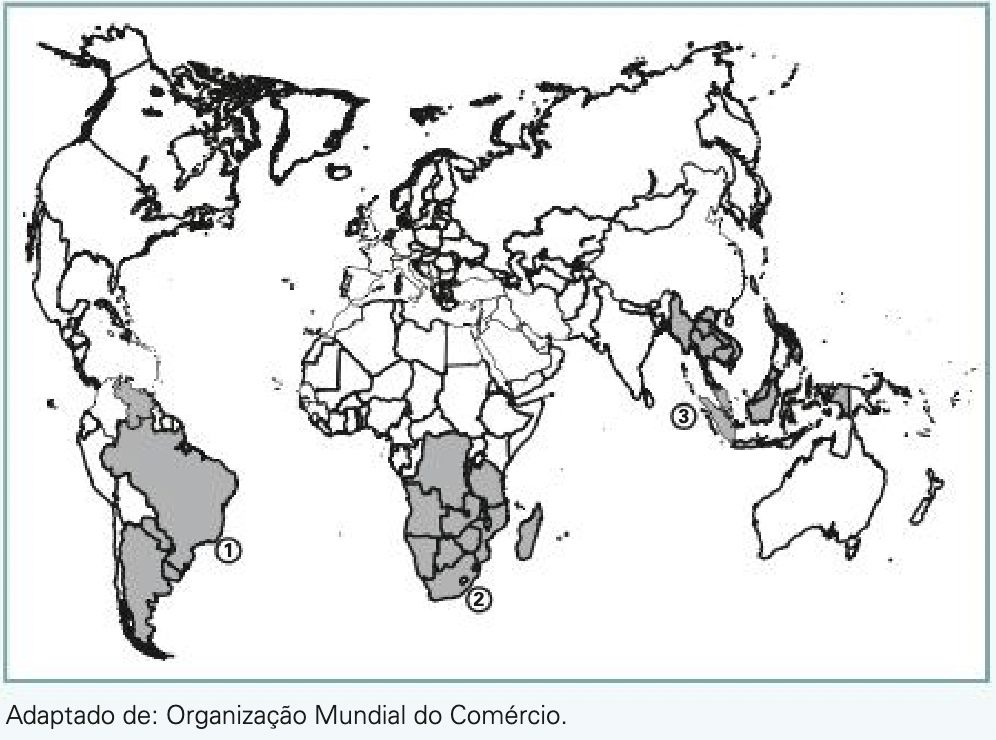 ①
②
③
Adaptado de: Organização Mundial do Comércio.